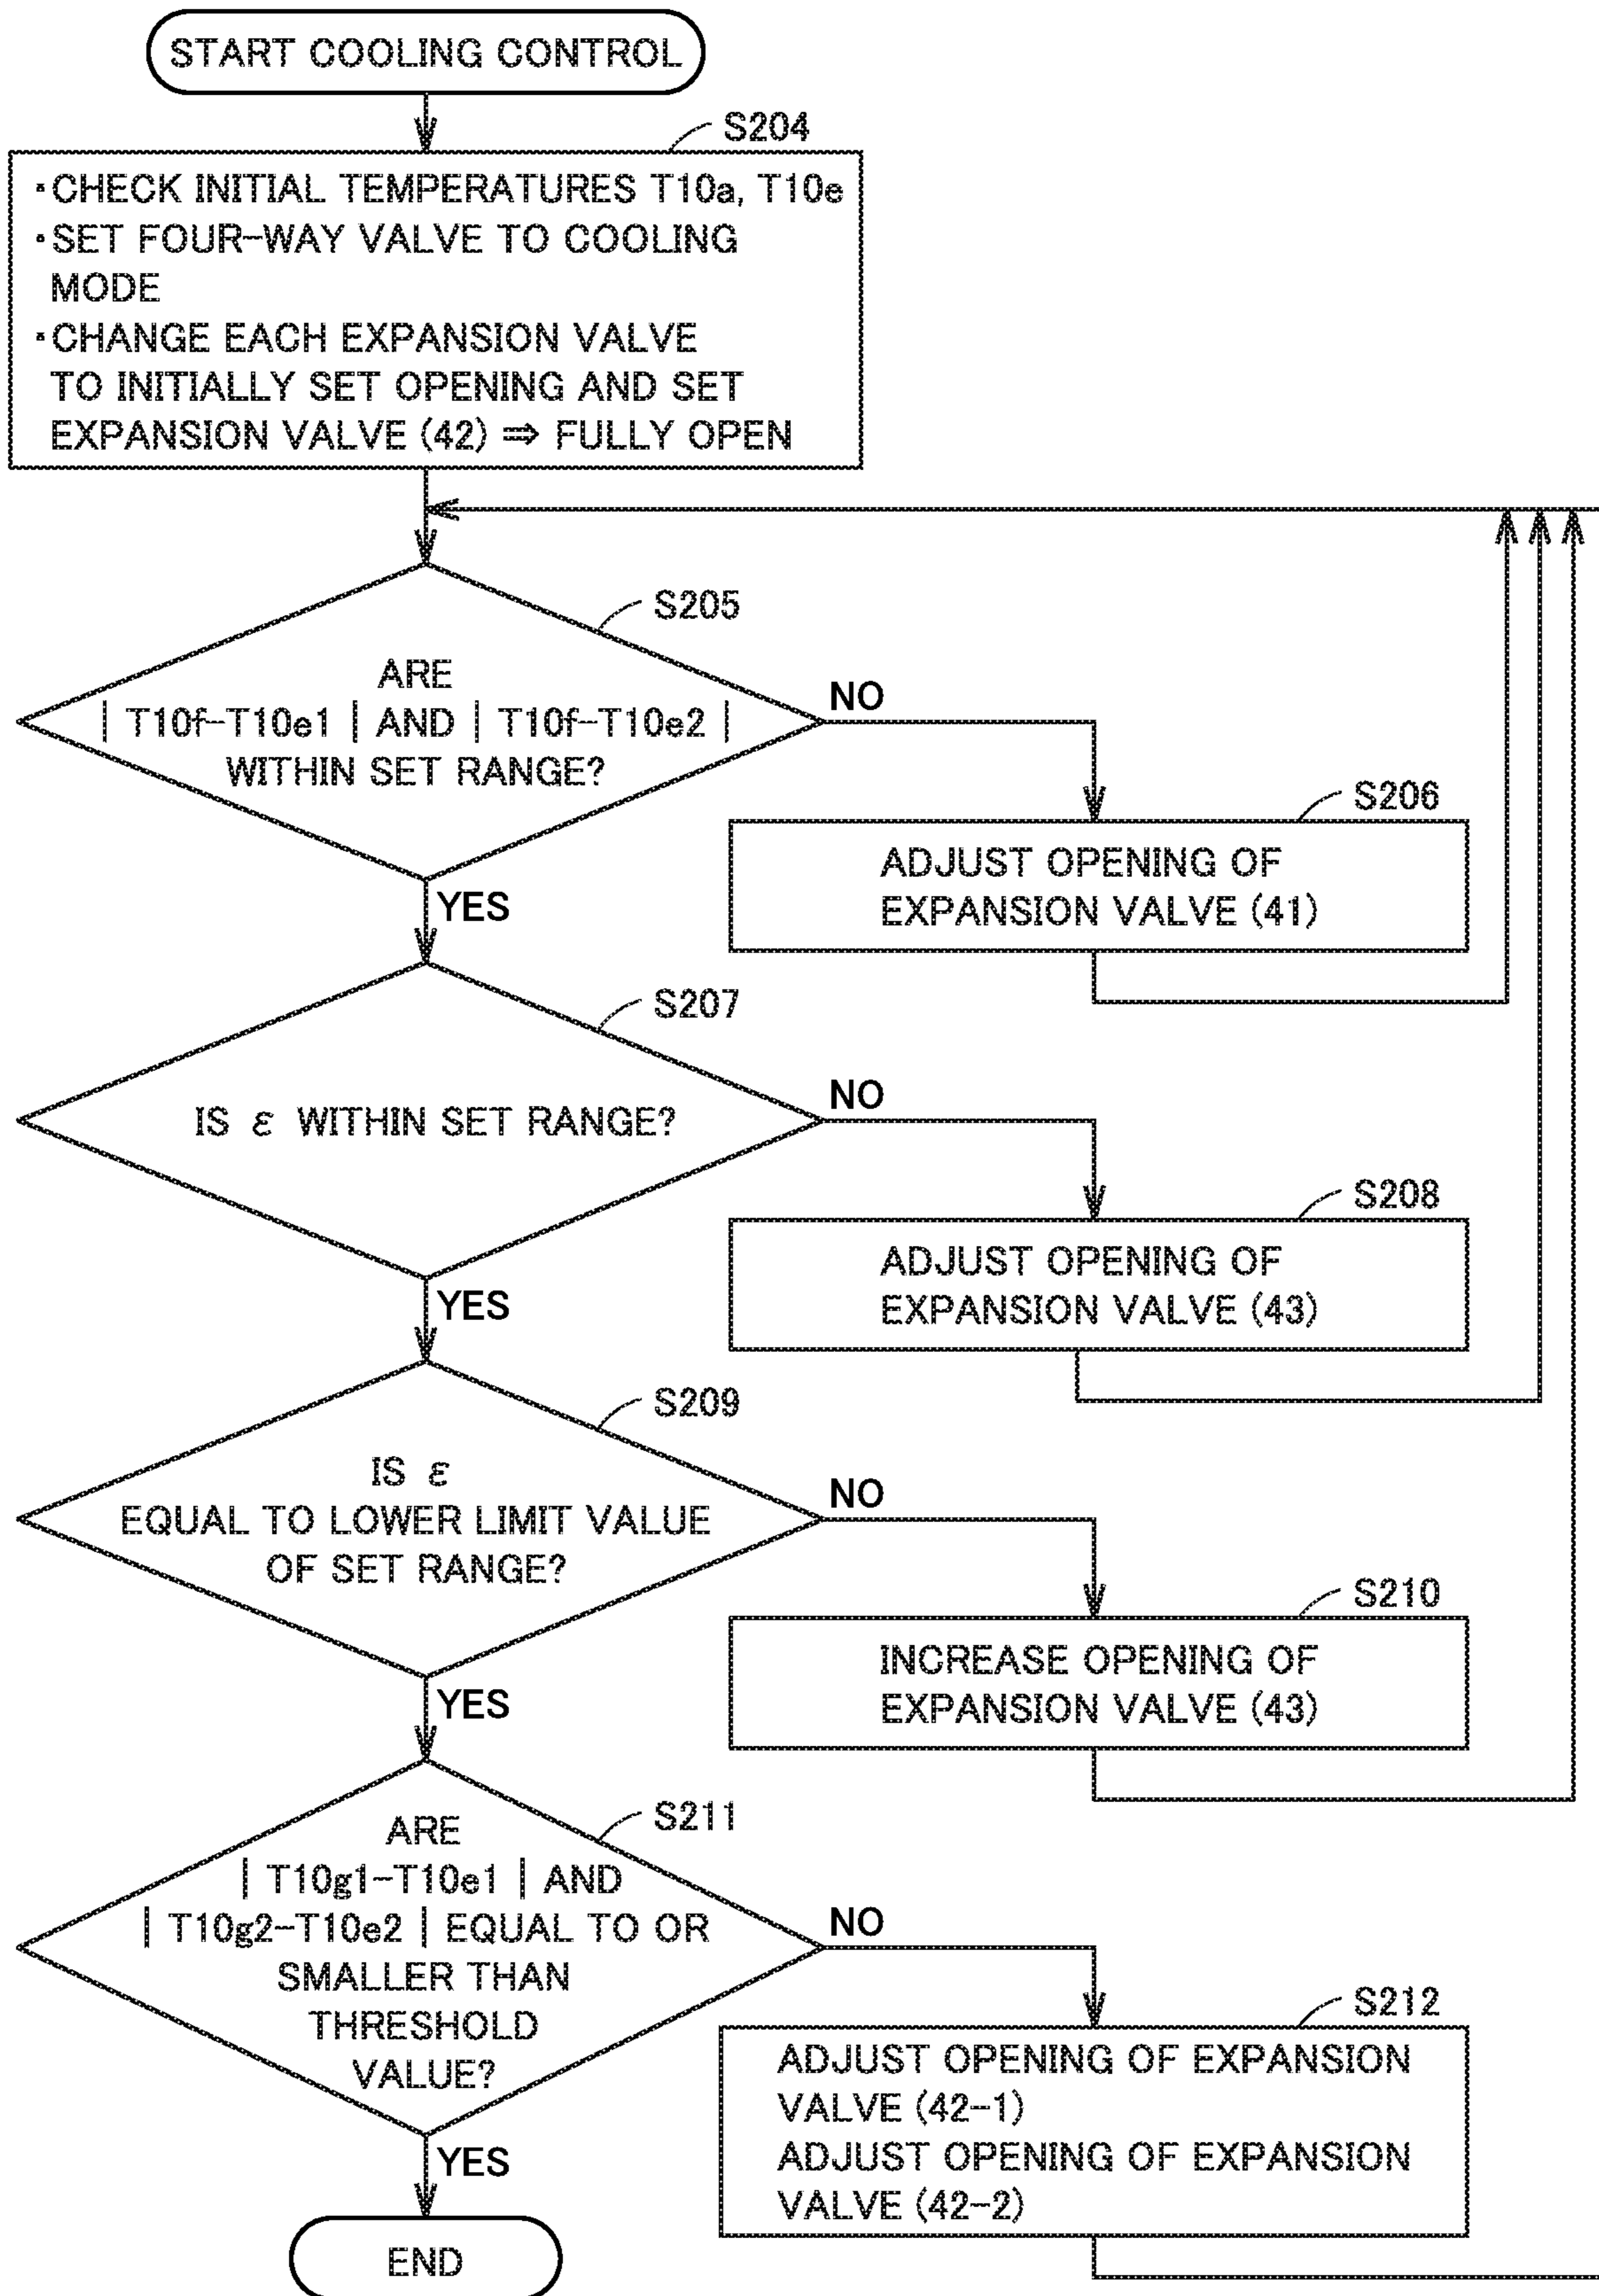 START COOLING CONTROL
S204
・CHECK INITIAL TEMPERATURES T10a, T10e
・SET FOUR-WAY VALVE TO COOLING
MODE
・CHANGE EACH EXPANSION VALVE
TO INITIALLY SET OPENING AND SET
EXPANSION VALVE (42) ⇒ FULLY OPEN
S205
ARE
| T10f-T10e1 | AND | T10f-T10e2 |
WITHIN SET RANGE?
NO
YES
S206
ADJUST OPENING OF
EXPANSION VALVE (41)
S207
IS ε WITHIN SET RANGE?
NO
YES
S208
ADJUST OPENING OF
EXPANSION VALVE (43)
S209
IS ε
EQUAL TO LOWER LIMIT VALUE
OF SET RANGE?
NO
YES
S210
INCREASE OPENING OF
EXPANSION VALVE (43)
S211
ARE
| T10g1-T10e1 | AND
| T10g2-T10e2 | EQUAL TO OR
SMALLER THAN
THRESHOLD
VALUE?
NO
YES
S212
ADJUST OPENING OF EXPANSION
VALVE (42-1)
ADJUST OPENING OF EXPANSION
VALVE (42-2)
END